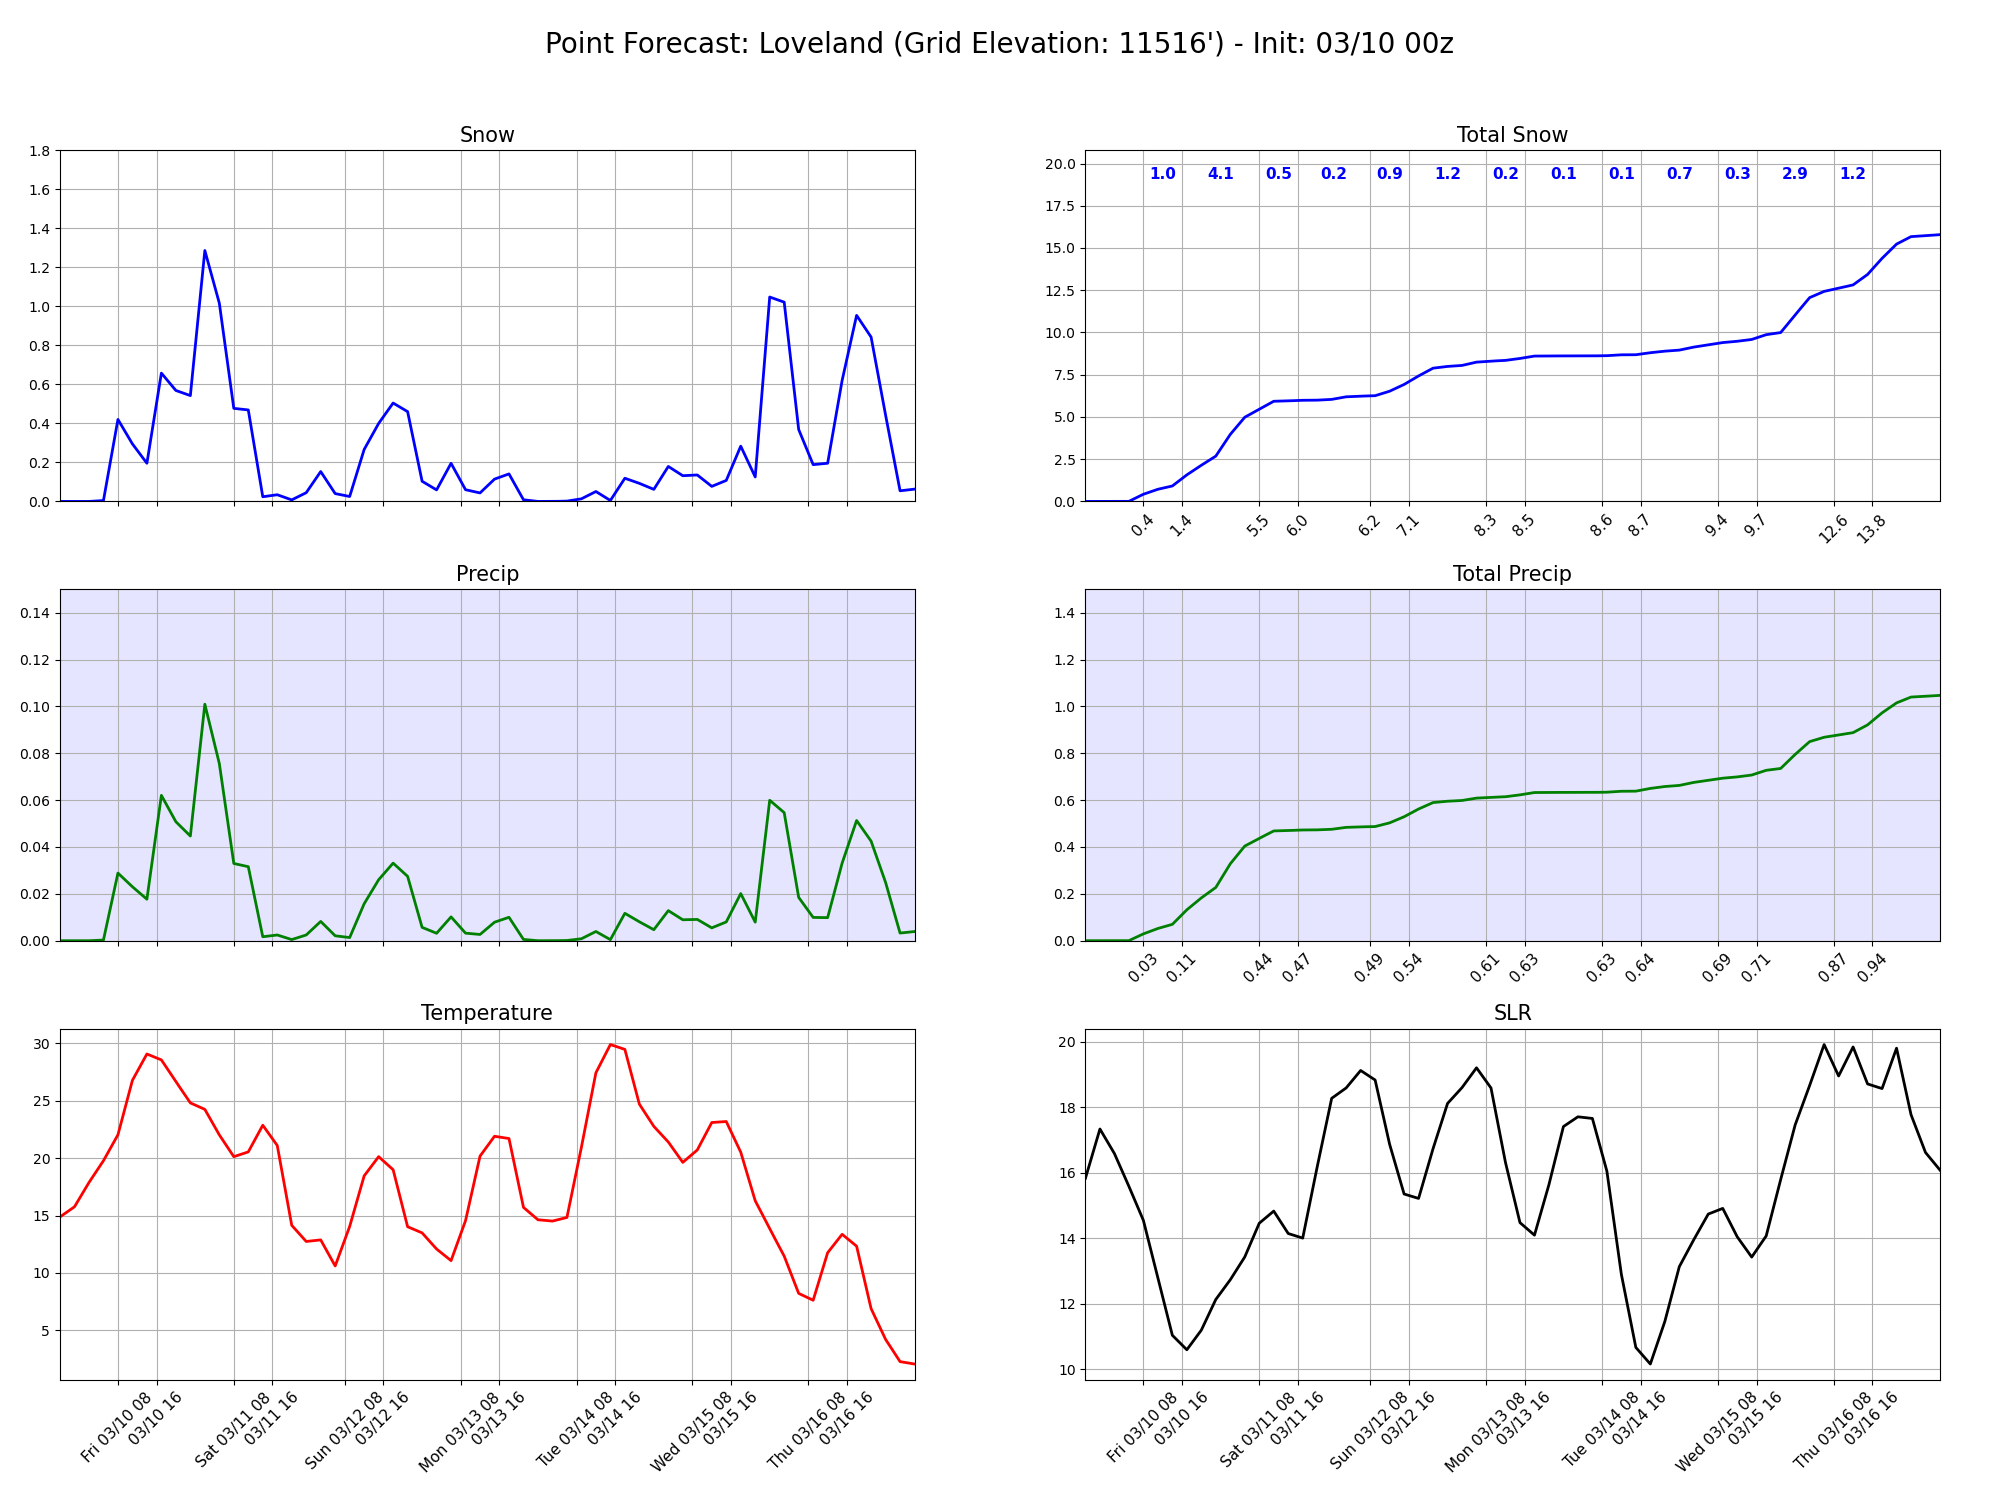 Point Forecast: Loveland (Grid Elevation: 11516') - Init: 03/10 00z
Snow
1.8
1.6
1.4
1.2
1.0
0.8
0.6
0.4
0.2
0.0
Total Snow
20.0
17.5
15.0
12.5
10.0
7.5
5.0
2.5
0.0
1.0 4.1 0.5 0.2 0.9 1.2 0.2 0.1 0.1 0.7 0.3 2.9 1.2
0.4 1.4 5.5 6.0 6.2 7.1 8.3 8.5 8.6 8.7 9.4 9.7 12.6 13.8
Precip
0.14
0.12
0.10
0.08
0.06
0.04
0.02
0.00
Total Precip
1.4
1.2
1.0
0.8
0.6
0.4
0.2
0.0
0.03 0.11 0.44 0.47 0.49 0.54 0.61 0.63 0.63 0.64 0.69 0.71 0.87 0.94
Temperature
30
25
20
15
10
5
Fri 03/10 08
03/10 16
Sat 03/11 08
03/11 16
Sun 03/12 08
03/12 16
Mon 03/13 08
03/13 16
Tue 03/14 08
03/14 16
Wed 03/15 08
03/15 16
Thu 03/16 08
03/16 16
SLR
20
18
16
14
12
10
Fri 03/10 08
03/10 16
Sat 03/11 08
03/11 16
Sun 03/12 08
03/12 16
Mon 03/13 08
03/13 16
Tue 03/14 08
03/14 16
Wed 03/15 08
03/15 16
Thu 03/16 08
03/16 16